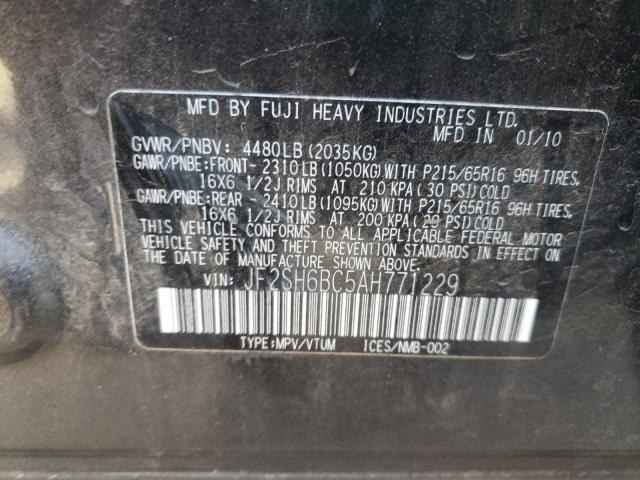 MFD BY FUJI HEAVY INDUSTRIES LTD.
MFD IN 01/10
GVWR/PNBV: 4480LB (2035KG)
GAWR/PNBE: FRONT- 2310LB (1050KG) WITH P215/65R16 96H TIRES,
16X6 1/2J RIMS AT 210 KPA (30 PSI) COLD
GAWR/PNBE: REAR - 2410LB (1095KG) WITH P215/65R16 96H TIRES,
16X6 1/2J RIMS AT 200 KPA (29 PSI) COLD
THIS VEHICLE CONFORMS TO ALL APPLICABLE FEDERAL MOTOR
VEHICLE SAFETY AND THEFT PREVENTION STANDARDS IN EFFECT ON
THE DATE OF MANUFACTURE SHOWN ABOVE.
VIN: JF2SH6BC5AH771229
TYPE:MPV/VTUM ICES/NMB-002